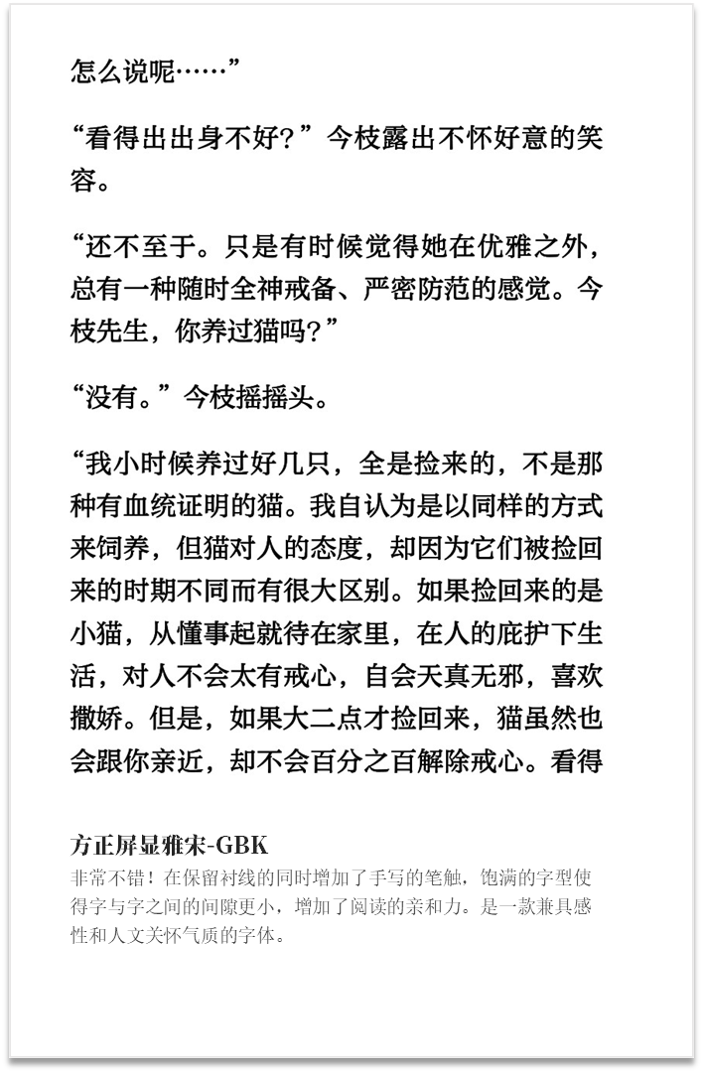 怎么说呢……”
“看得出出身不好？”今枝露出不怀好意的笑
容。
“还不至于。只是有时候觉得她在优雅之外，
总有一种随时全神戒备、严密防范的感觉。今
枝先生，你养过猫吗？”
“没有。”今枝摇摇头。
“我小时候养过好几只，全是捡来的，不是那
种有血统证明的猫。我自认为是以同样的方式
来饲养，但猫对人的态度，却因为它们被捡回
来的时期不同而有很大区别。如果捡回来的是
小猫，从懂事起就待在家里，在人的庇护下生
活，对人不会太有戒心，自会天真无邪，喜欢
撒娇。但是，如果大二点才捡回来，猫虽然也
会跟你亲近，却不会百分之百解除戒心。看得
方正屏显雅宋-GBK
非常不错！在保留衬线的同时增加了手写的笔触，饱满的字型使
得字与字之间的间隙更小，增加了阅读的亲和力。是一款兼具感
性和人文关怀气质的字体。